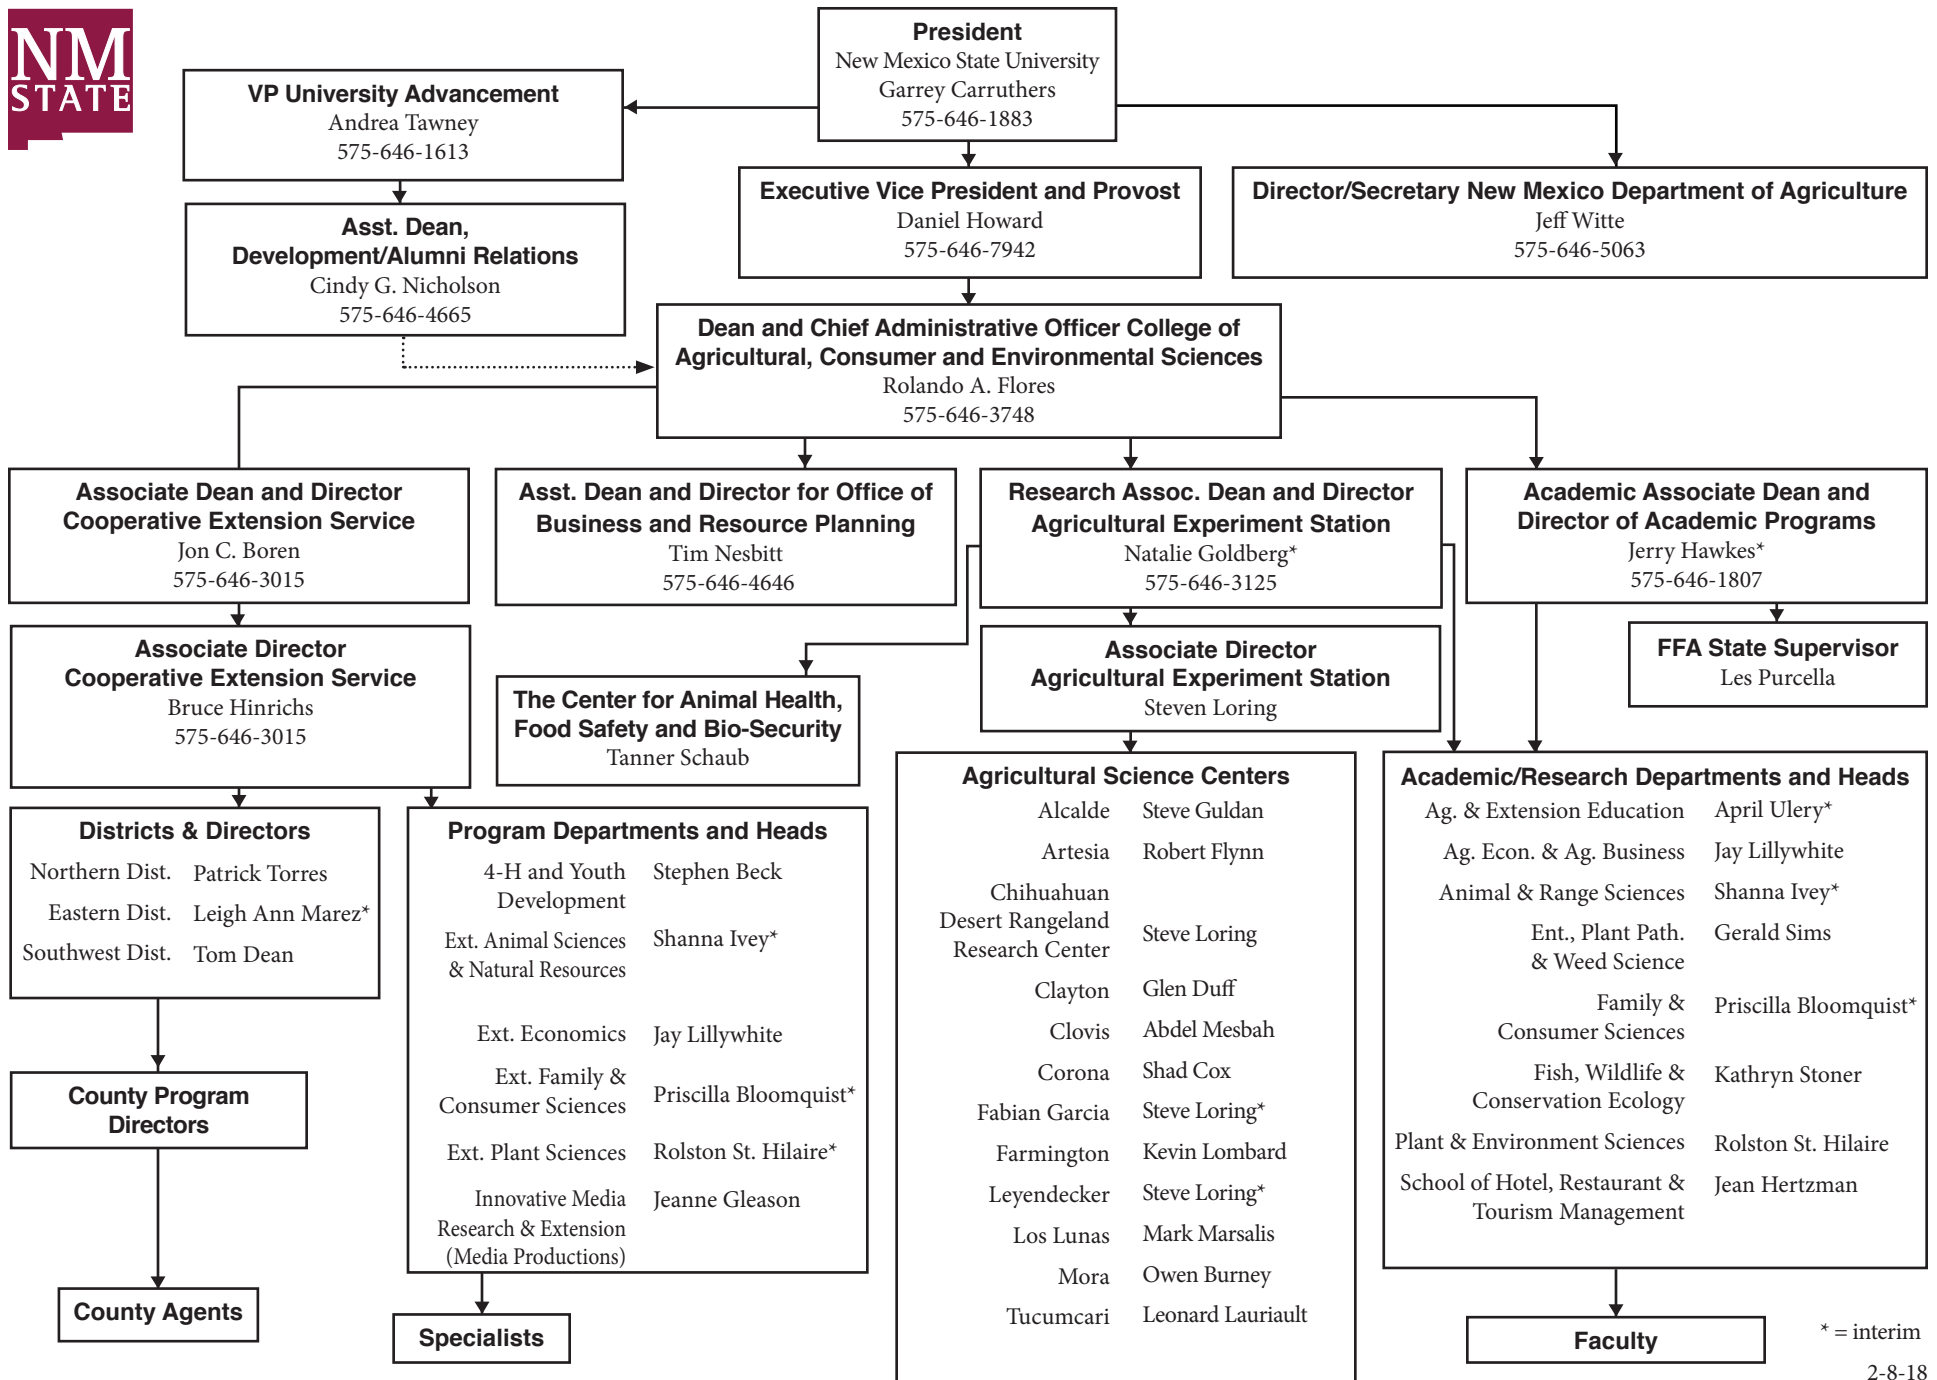 NM
STATE
President
New Mexico State University
Garrey Carruthers
575-646-1883
VP University Advancement
Andrea Tawney
575-646-1613
Asst. Dean,
Development/Alumni Relations
Cindy G. Nicholson
575-646-4665
Executive Vice President and Provost
Daniel Howard
575-646-7942
Director/Secretary New Mexico Department of Agriculture
Jeff Witte
575-646-5063
Dean and Chief Administrative Officer College of
Agricultural, Consumer and Environmental Sciences
Rolando A. Flores
575-646-3748
Associate Dean and Director
Cooperative Extension Service
Jon C. Boren
575-646-3015
Asst. Dean and Director for Office of
Business and Resource Planning
Tim Nesbitt
575-646-4646
Research Assoc. Dean and Director
Agricultural Experiment Station
Natalie Goldberg*
575-646-3125
Academic Associate Dean and
Director of Academic Programs
Jerry Hawkes*
575-646-1807
Associate Director
Cooperative Extension Service
Bruce Hinrichs
575-646-3015
The Center for Animal Health,
Food Safety and Bio-Security
Tanner Schaub
Associate Director
Agricultural Experiment Station
Steven Loring
FFA State Supervisor
Les Purcella
Districts & Directors
Northern Dist. Patrick Torres
Eastern Dist. Leigh Ann Marez*
Southwest Dist. Tom Dean
County Program
Directors
County Agents
Program Departments and Heads
4-H and Youth Stephen Beck
Development
Ext. Animal Sciences Shanna Ivey*
& Natural Resources
Ext. Economics Jay Lillywhite
Ext. Family &
Consumer Sciences Priscilla Bloomquist*
Ext. Plant Sciences Rolston St. Hilaire*
Innovative Media Jeanne Gleason
Research & Extension
(Media Productions)
Specialists
Agricultural Science Centers
Alcalde Steve Guldan
Artesia Robert Flynn
Chihuahuan
Desert Rangeland Steve Loring
Research Center
Clayton Glen Duff
Clovis Abdel Mesbah
Corona Shad Cox
Fabian Garcia Steve Loring*
Farmington Kevin Lombard
Leyendecker Steve Loring*
Los Lunas Mark Marsalis
Mora Owen Burney
Tucumcari Leonard Lauriault
Academic/Research Departments and Heads
Ag. & Extension Education April Ulery*
Ag. Econ. & Ag. Business Jay Lillywhite
Animal & Range Sciences Shanna Ivey*
Ent., Plant Path. Gerald Sims
& Weed Science
Family & Priscilla Bloomquist*
Consumer Sciences
Fish, Wildlife & Kathryn Stoner
Conservation Ecology
Plant & Environment Sciences Rolston St. Hilaire
School of Hotel, Restaurant & Jean Hertzman
Tourism Management
Faculty
* = interim
2-8-18